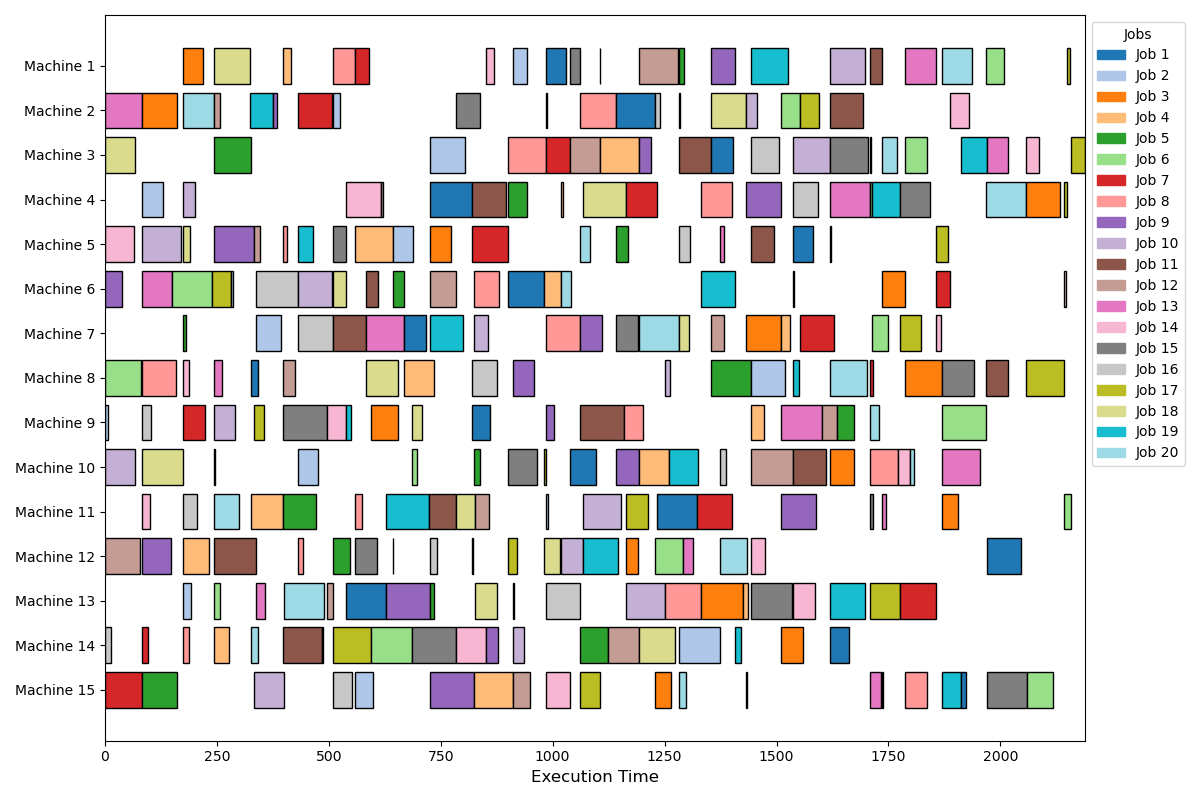 Machine 1
Machine 2
Machine 3
Machine 4
Machine 5
Machine 6
Machine 7
Machine 8
Machine 9
Machine 10
Machine 11
Machine 12
Machine 13
Machine 14
Machine 15
0 250 500 750 1000 1250 1500 1750 2000
Execution Time
Jobs
Job 1
Job 2
Job 3
Job 4
Job 5
Job 6
Job 7
Job 8
Job 9
Job 10
Job 11
Job 12
Job 13
Job 14
Job 15
Job 16
Job 17
Job 18
Job 19
Job 20